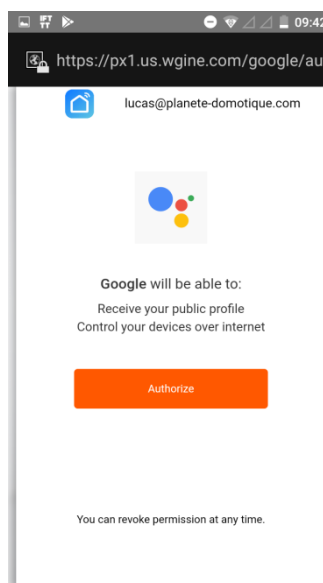 IFTT
09:42
https://px1.us.wgine.com/google/au
lucas@planete-domotique.com
Google will be able to:
Receive your public profile
Control your devices over internet
Authorize
You can revoke permission at any time.